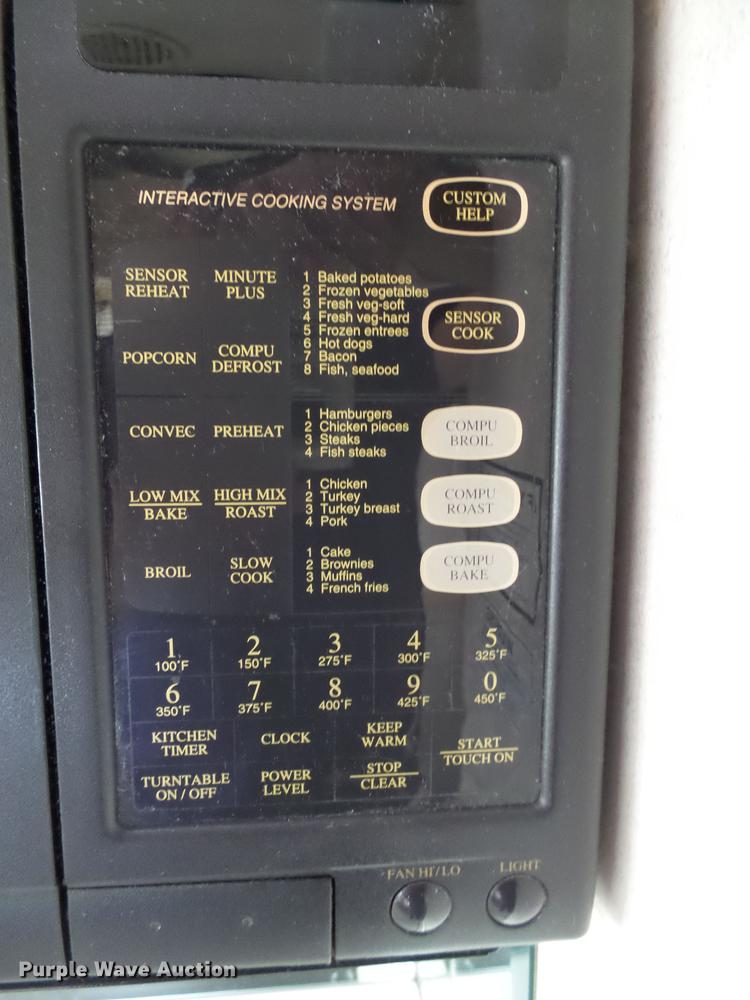 INTERACTIVE COOKING SYSTEM
CUSTOM
HELP
SENSOR
REHEAT
MINUTE
PLUS
1 Baked potatoes
2 Frozen vegetables
3 Fresh veg-soft
4 Fresh veg-hard
5 Frozen entrees
6 Hot dogs
7 Bacon
8 Fish, seafood
SENSOR
COOK
POPCORN
COMPU
DEFROST
CONVEC
PREHEAT
1 Hamburgers
2 Chicken pieces
3 Steaks
4 Fish steaks
COMPU
BROIL
LOW MIX
BAKE
HIGH MIX
ROAST
1 Chicken
2 Turkey
3 Turkey breast
4 Pork
COMPU
ROAST
BROIL
SLOW
COOK
1 Cake
2 Brownies
3 Muffins
4 French fries
COMPU
BAKE
1 2 3 4 5
100°F 150°F 275°F 300°F 325°F
6 7 8 9 0
350°F 375°F 400°F 425°F 450°F
KITCHEN
TIMER
CLOCK
KEEP
WARM
START
TOUCH ON
TURNTABLE
ON / OFF
POWER
LEVEL
STOP
CLEAR
FAN HI/LO
LIGHT
Purple Wave Auction